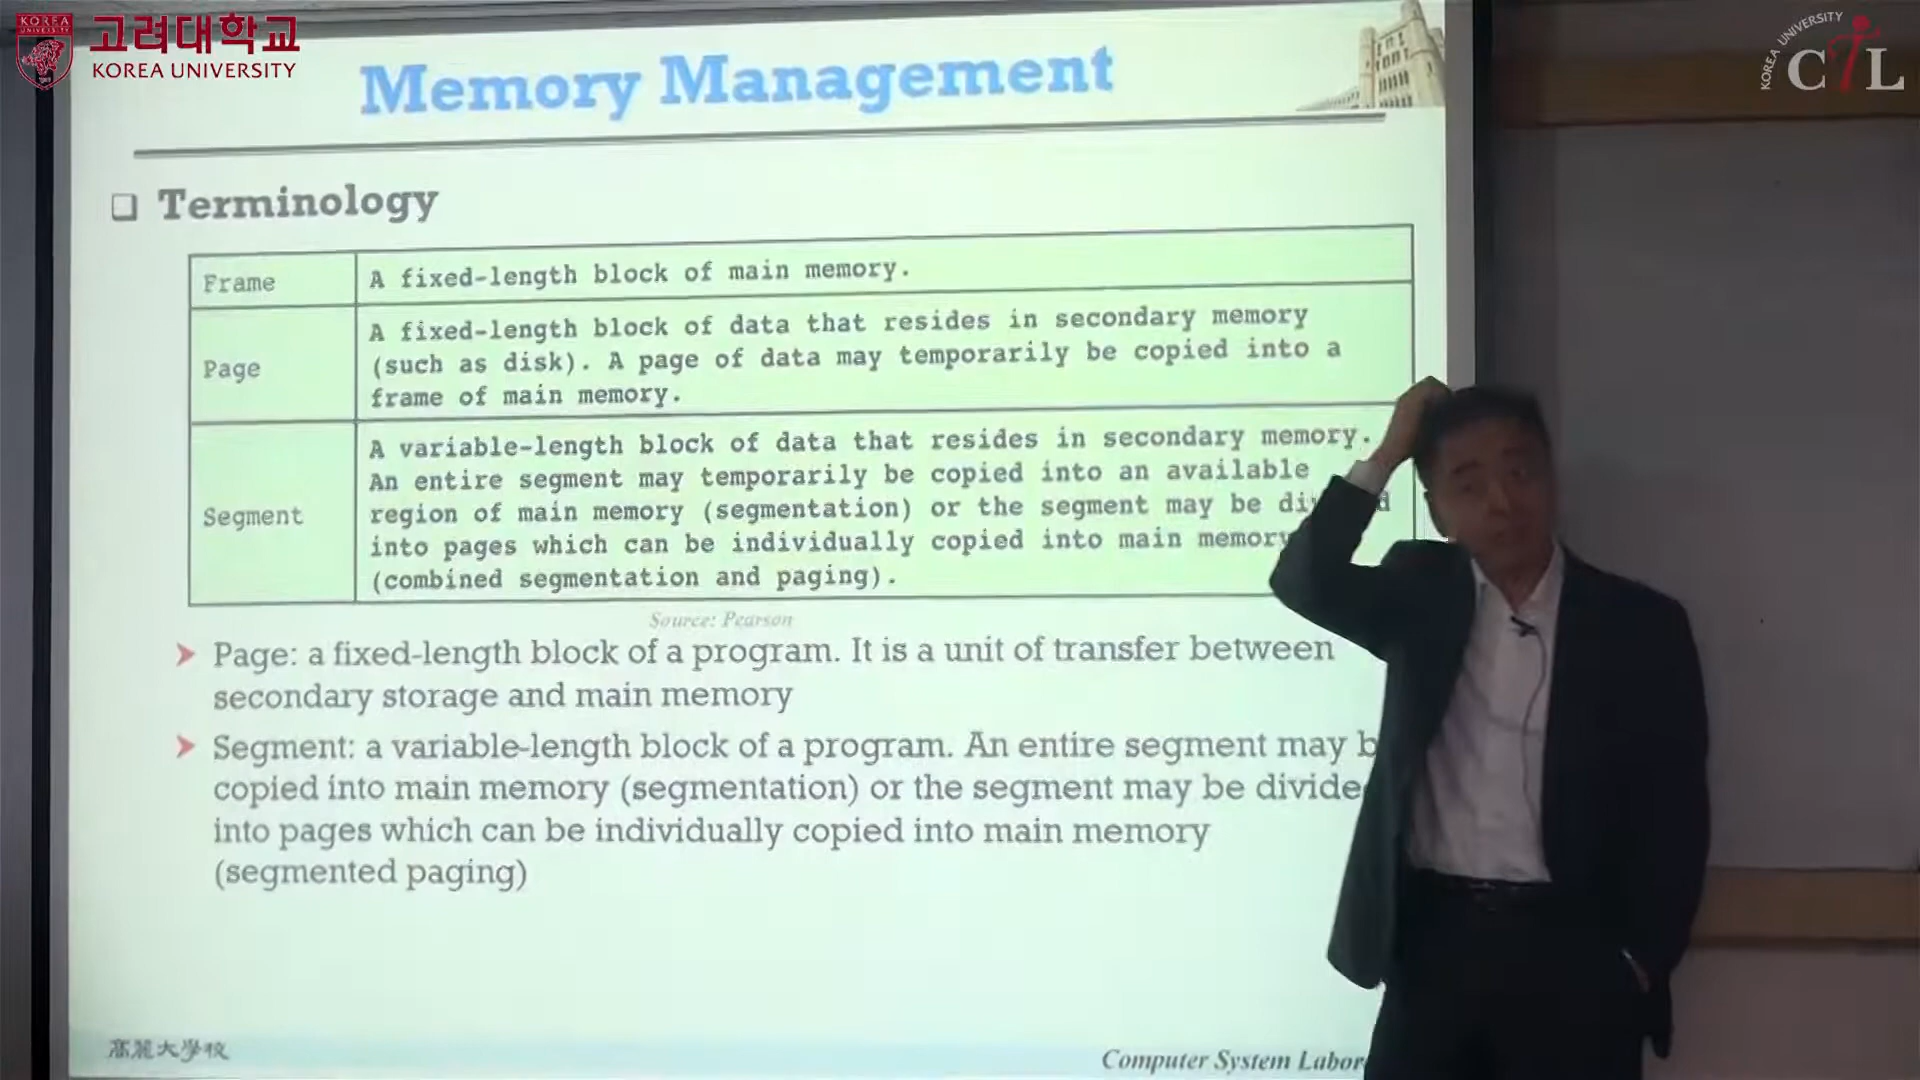 KOREA
UNIVERSITY
고려대학교
KOREA UNIVERSITY
KOREA UNIVERSITY
CTL
Memory Management
Terminology
Frame
A fixed-length block of main memory.
Page
A fixed-length block of data that resides in secondary memory
(such as disk). A page of data may temporarily be copied into a
frame of main memory.
Segment
A variable-length block of data that resides in secondary memory.
An entire segment may temporarily be copied into an available
region of main memory (segmentation) or the segment may be di d
into pages which can be individually copied into main memory
(combined segmentation and paging).
Source: Pearson
Page: a fixed-length block of a program. It is a unit of transfer between
secondary storage and main memory
Segment: a variable-length block of a program. An entire segment may b
copied into main memory (segmentation) or the segment may be divide
into pages which can be individually copied into main memory
(segmented paging)
高麗大學校
Computer System Labor